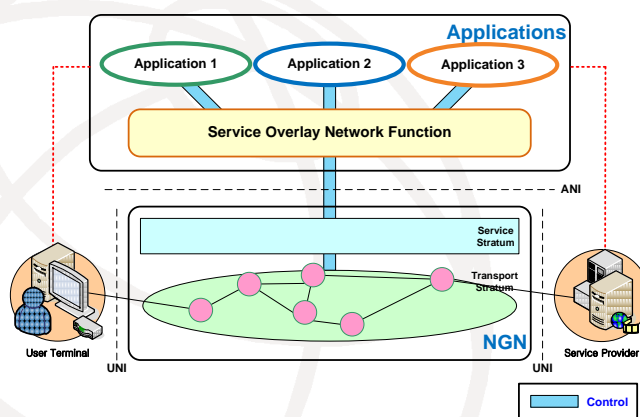 Applications
Application 1
Application 2
Application 3
Service Overlay Network Function
ANI
Service
Stratum
Transport
Stratum
NGN
User Terminal
Service Provider
UNI
UNI
Control